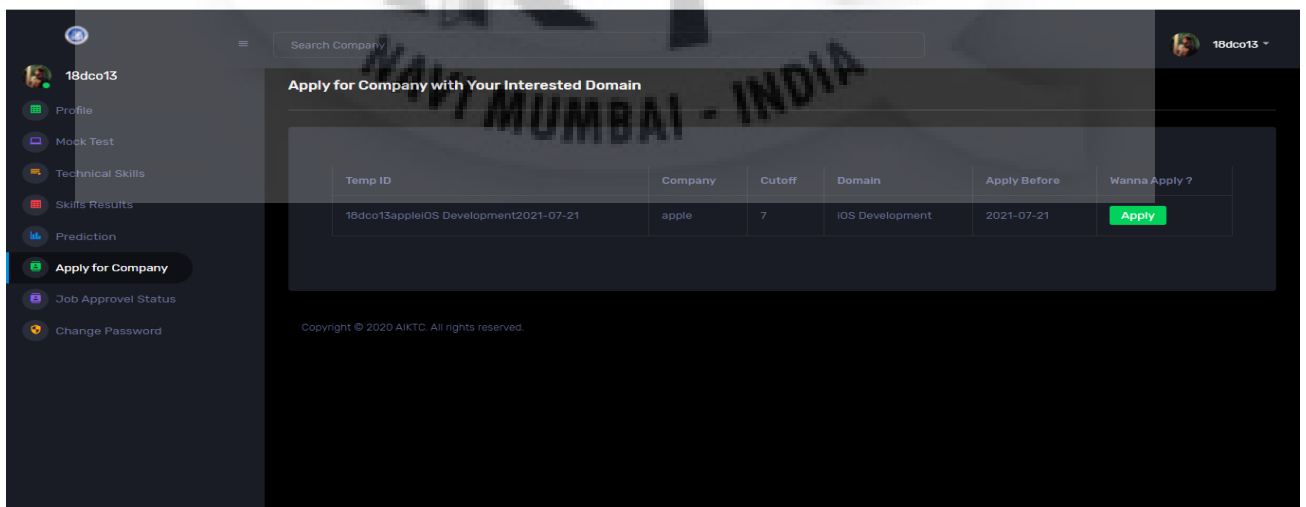 Search Company
18dco13
18dco13
Apply for Company with Your Interested Domain
NAVI MUMBAI - INDIA
Profile
Mock Test
Technical Skills
Skills Results
Prediction
Apply for Company
Job Approvel Status
Change Password
Temp ID Company Cutoff Domain Apply Before Wanna Apply ?
18dco13appleiOS Development2021-07-21 apple 7 iOS Development 2021-07-21 Apply
Copyright © 2020 AIKTC. All rights reserved.